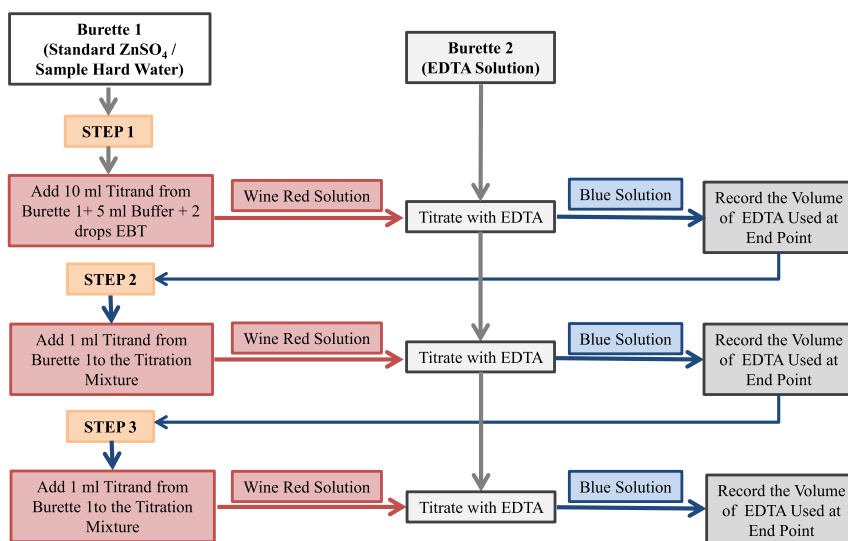 Burette 1
(Standard ZnSO₄ /
Sample Hard Water)
Burette 2
(EDTA Solution)
STEP 1
Add 10 ml Titrand from
Burette 1+ 5 ml Buffer + 2
drops EBT
Wine Red Solution
Titrate with EDTA
Blue Solution
Record the Volume
of EDTA Used at
End Point
STEP 2
Add 1 ml Titrand from
Burette 1to the Titration
Mixture
Wine Red Solution
Titrate with EDTA
Blue Solution
Record the Volume
of EDTA Used at
End Point
STEP 3
Add 1 ml Titrand from
Burette 1to the Titration
Mixture
Wine Red Solution
Titrate with EDTA
Blue Solution
Record the Volume
of EDTA Used at
End Point